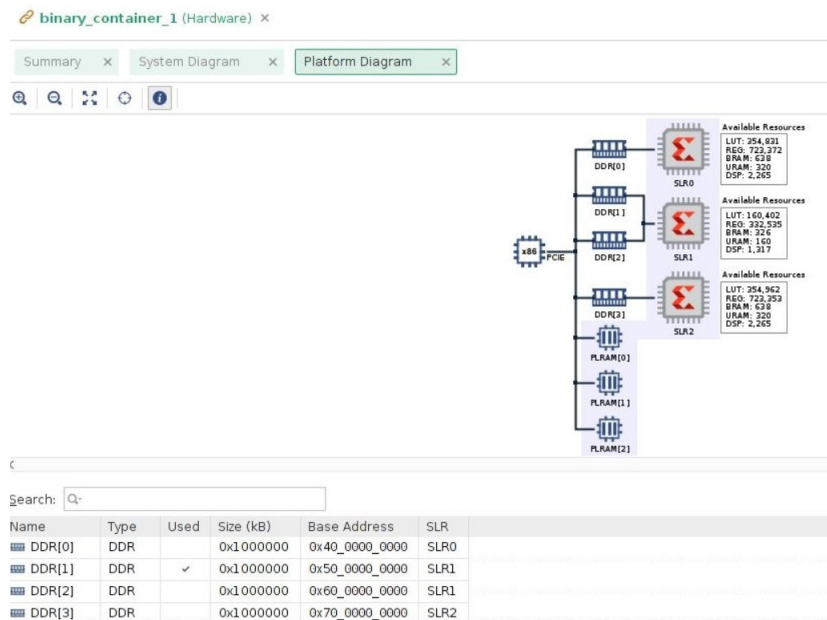 binary_container_1 (Hardware) ×
Summary × System Diagram × Platform Diagram ×
Available Resources
LUT: 354,831
REG: 723,372
BRAM: 638
URAM: 320
DSP: 2,265
DDR[0]
SLR0
Available Resources
LUT: 160,402
REG: 332,535
BRAM: 326
URAM: 160
DSP: 1,317
DDR[1]
x86
PCIE
DDR[2]
SLR1
Available Resources
LUT: 354,962
REG: 723,353
BRAM: 638
URAM: 320
DSP: 2,265
DDR[3]
SLR2
PLRAM[0]
PLRAM[1]
PLRAM[2]
Search: Q-
Name Type Used Size (kB) Base Address SLR
DDR[0] DDR 0x1000000 0x40_0000_0000 SLR0
DDR[1] DDR ✓ 0x1000000 0x50_0000_0000 SLR1
DDR[2] DDR 0x1000000 0x60_0000_0000 SLR1
DDR[3] DDR 0x1000000 0x70_0000_0000 SLR2